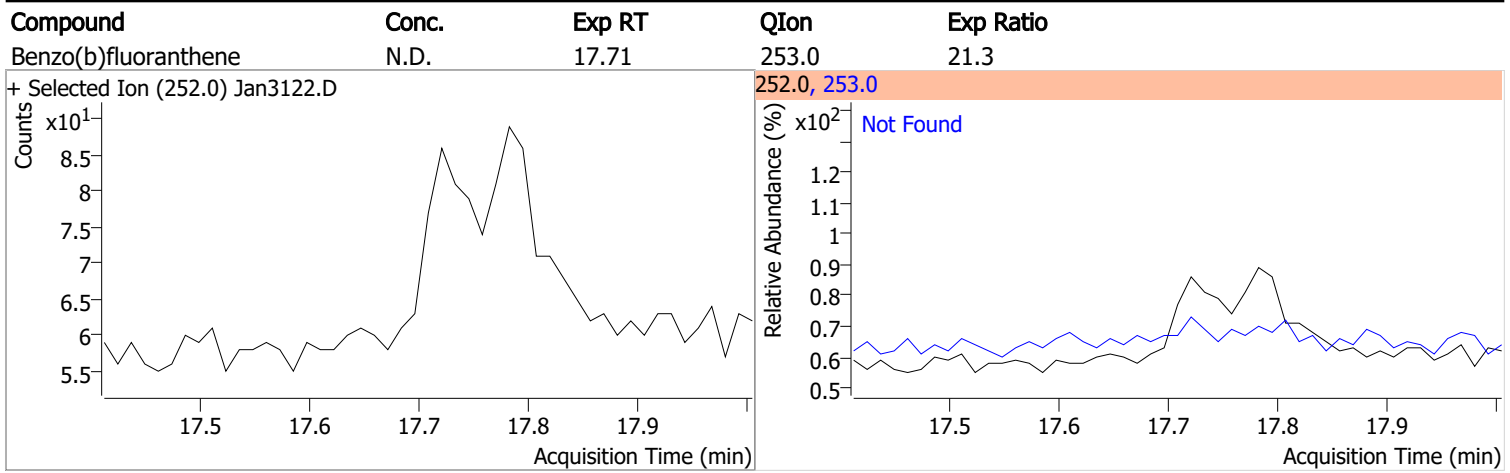 Compound Conc. Exp RT QIon Exp Ratio
Benzo(b)fluoranthene N.D. 17.71 253.0 21.3
+ Selected Ion (252.0) Jan3122.D
Counts
x10¹
8.5
8
7.5
7
6.5
6
5.5
17.5 17.6 17.7 17.8 17.9
Acquisition Time (min)
252.0, 253.0
Relative Abundance (%)
x10²
Not Found
1.2
1.1
1
0.9
0.8
0.7
0.6
0.5
17.5 17.6 17.7 17.8 17.9
Acquisition Time (min)